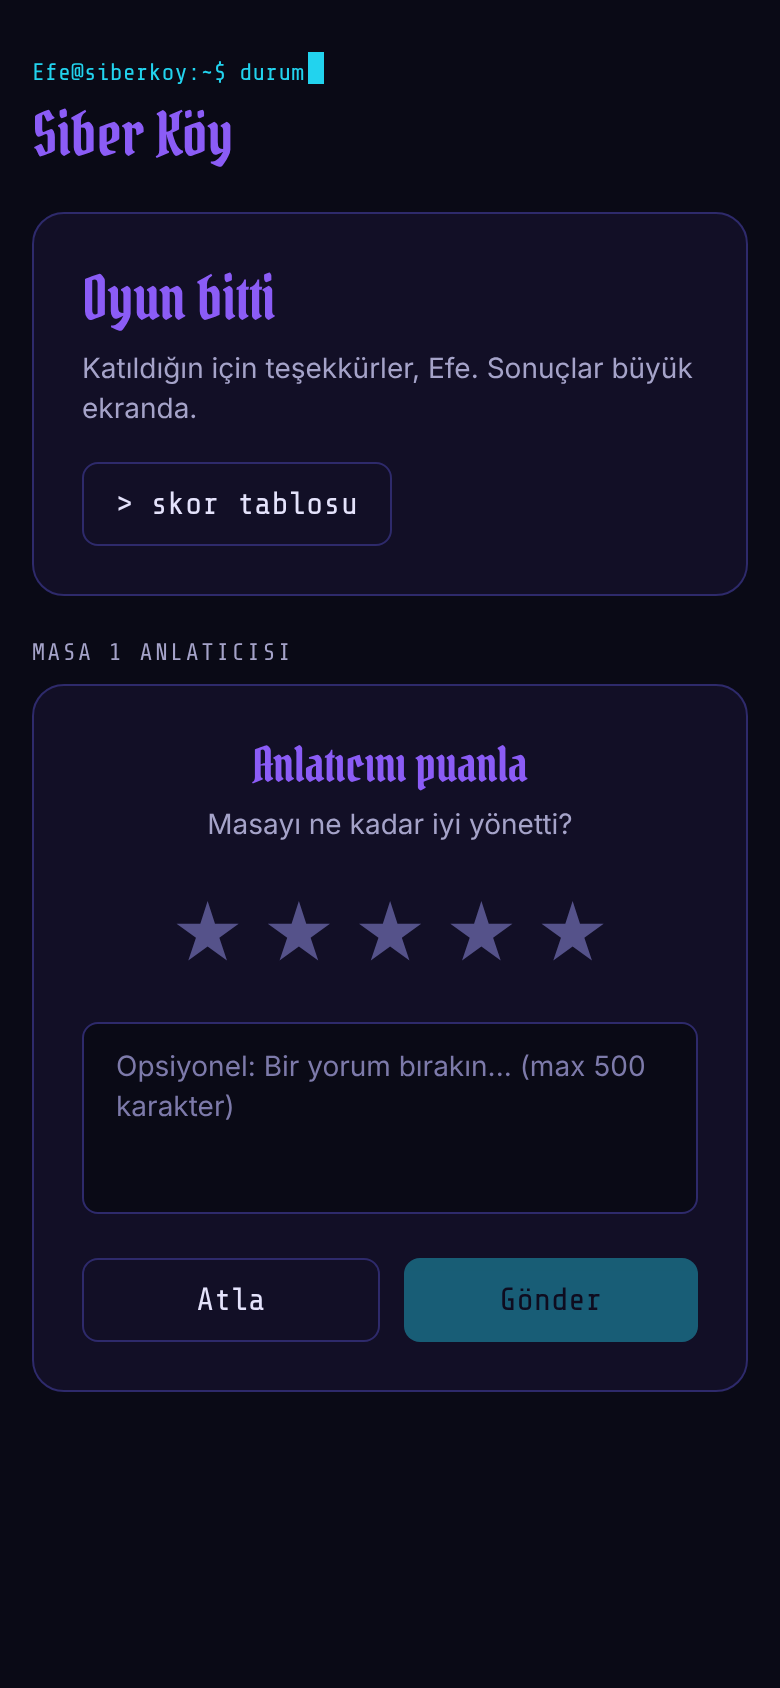 Efe@siberkoy:~$ durum
Siber Köy
Oyun bitti
Katıldığın için teşekkürler, Efe. Sonuçlar büyük
ekranda.
> skor tablosu
MASA 1 ANLATICISI
Anlatıcını puanla
Masayı ne kadar iyi yönetti?
Opsiyonel: Bir yorum bırakın... (max 500
karakter)
Atla
Gönder